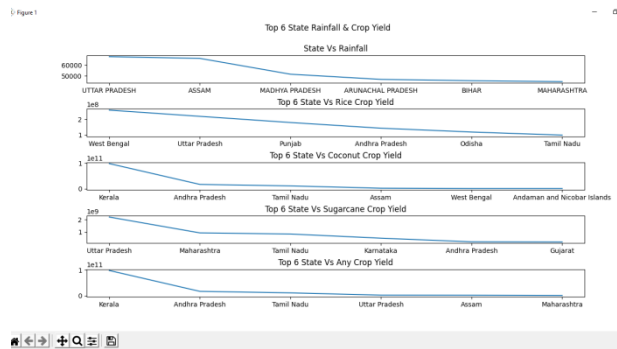 Figure 1
Top 6 State Rainfall & Crop Yield
State Vs Rainfall
60000
50000
UTTAR PRADESH ASSAM MADHYA PRADESH ARUNACHAL PRADESH BIHAR MAHARASHTRA
Top 6 State Vs Rice Crop Yield
1e8
2
1
West Bengal Uttar Pradesh Punjab Andhra Pradesh Odisha Tamil Nadu
Top 6 State Vs Coconut Crop Yield
1e11
1
0
Kerala Andhra Pradesh Tamil Nadu Assam West Bengal Andaman and Nicobar Islands
Top 6 State Vs Sugarcane Crop Yield
1e9
2
1
Uttar Pradesh Maharashtra Tamil Nadu Karnataka Andhra Pradesh Gujarat
Top 6 State Vs Any Crop Yield
1e11
1
0
Kerala Andhra Pradesh Tamil Nadu Uttar Pradesh Assam Maharashtra